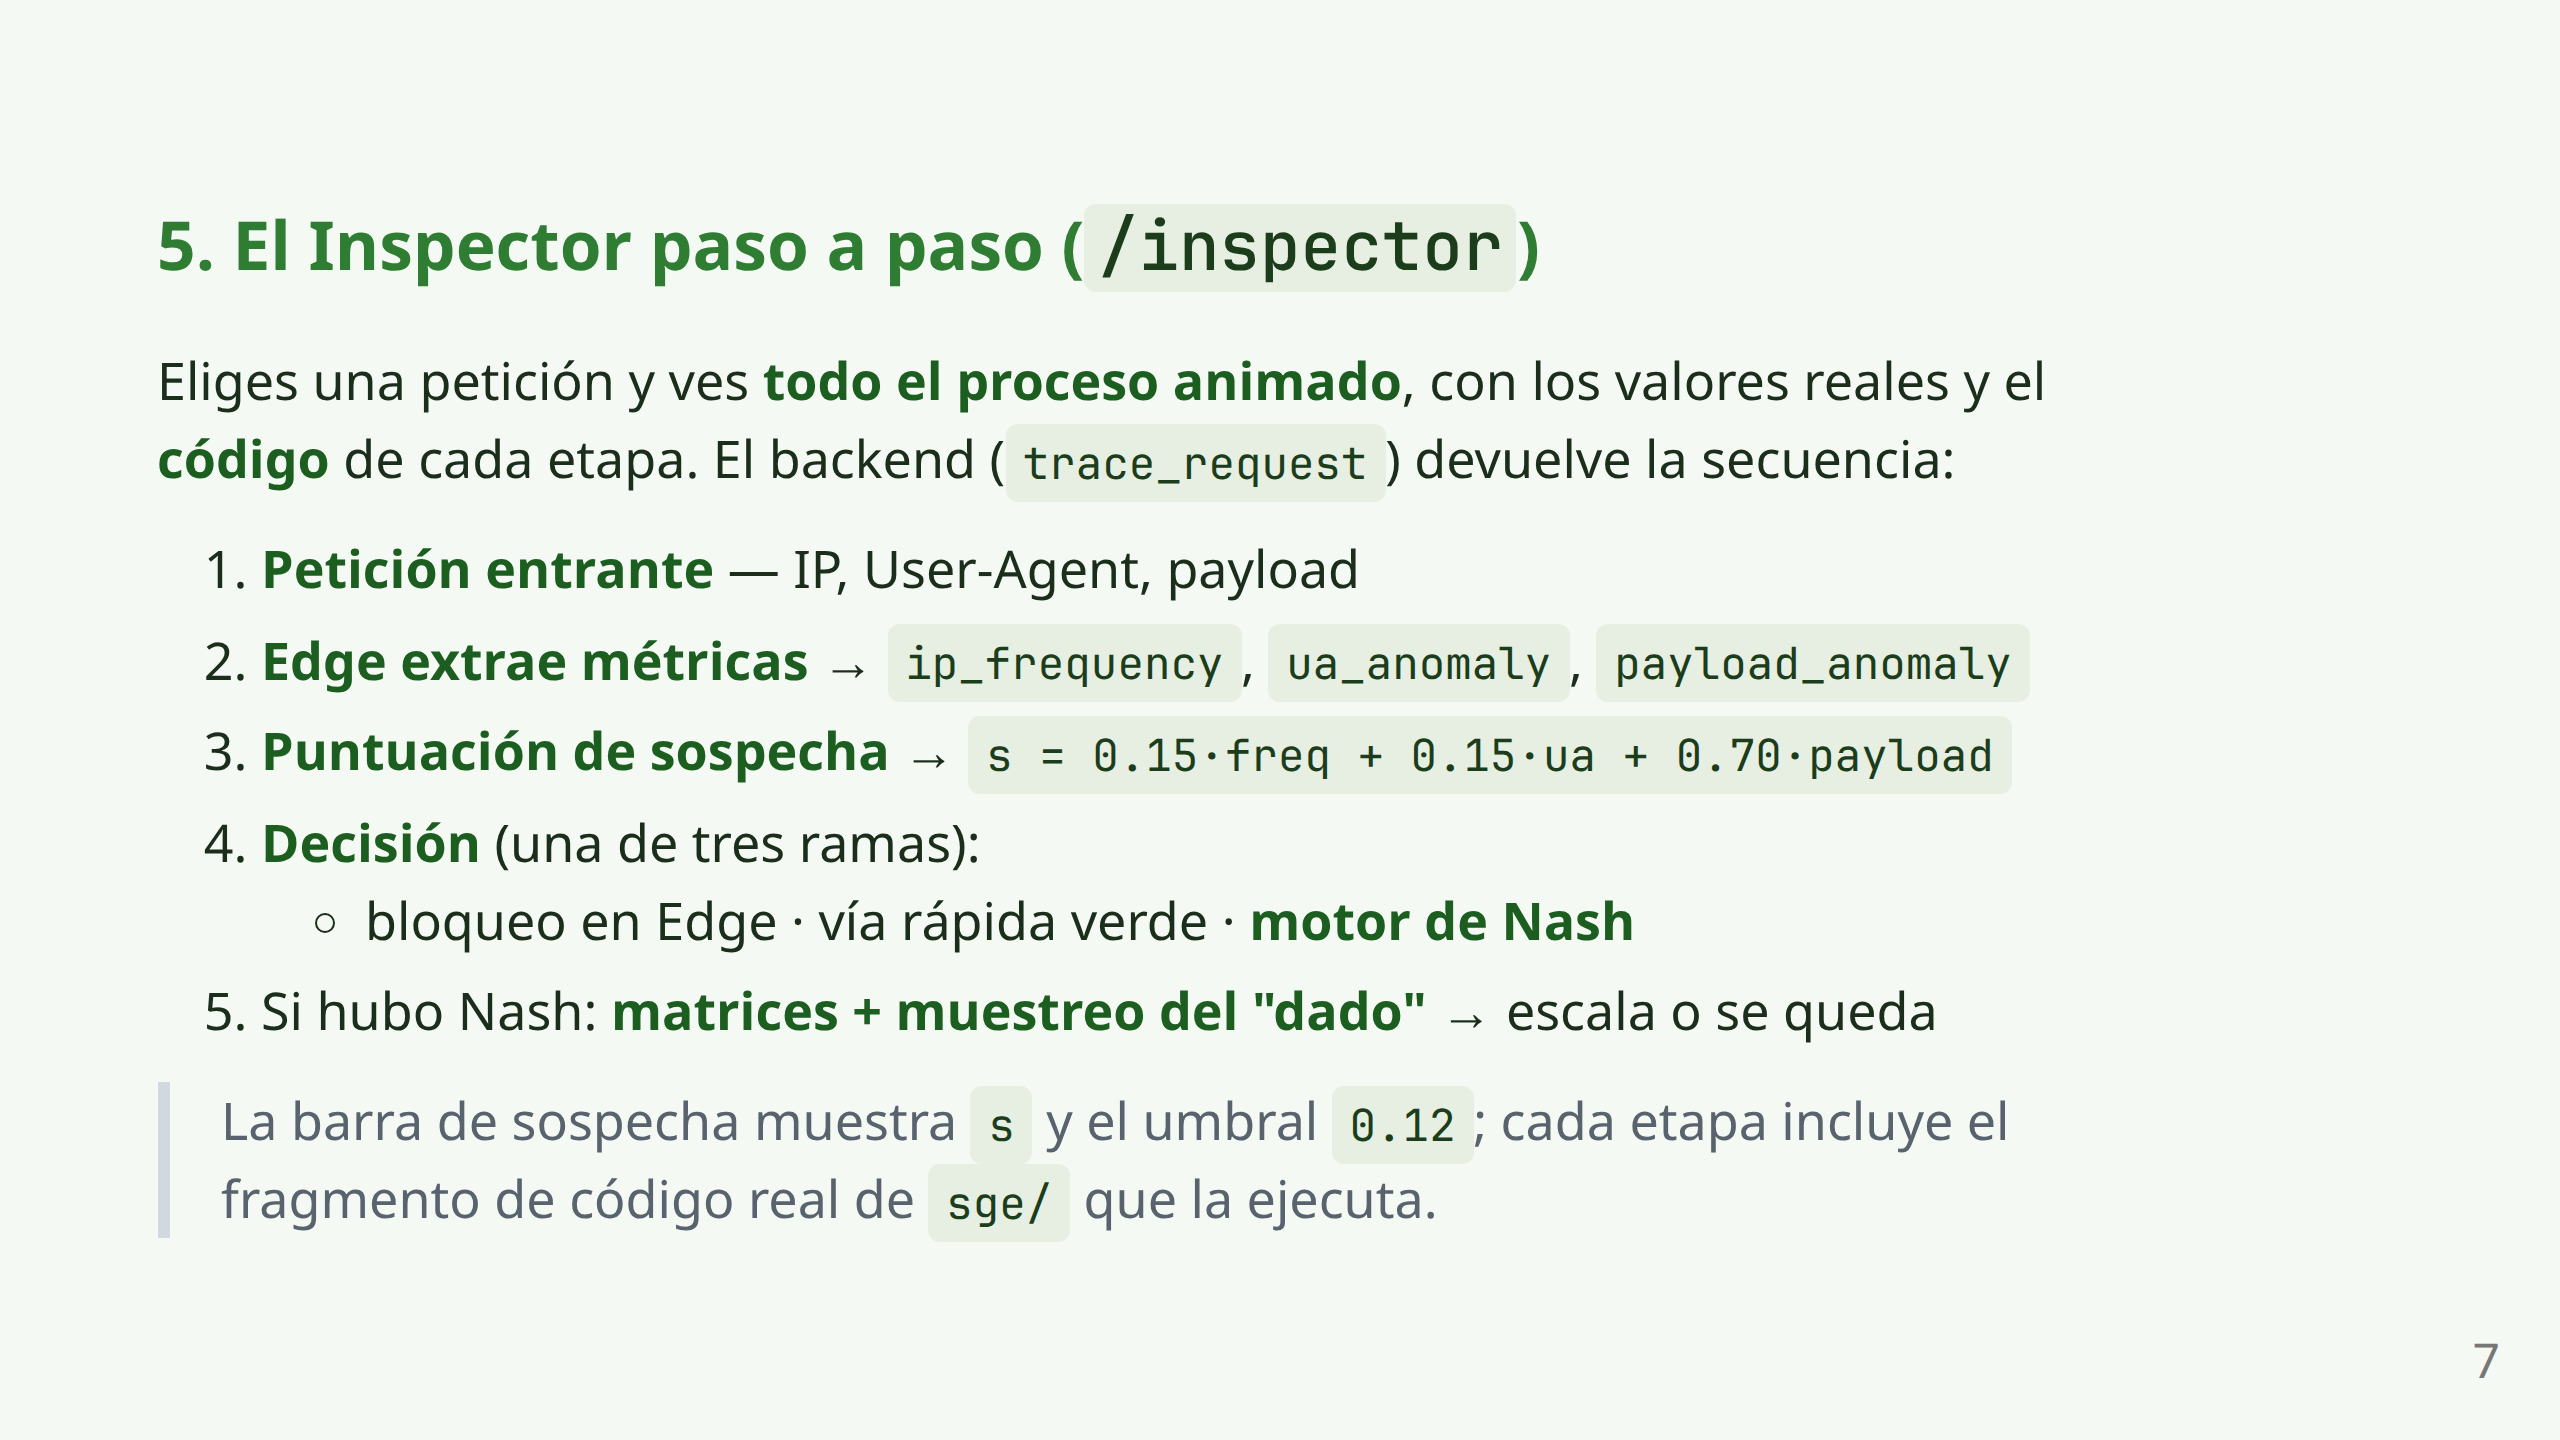 5. El Inspector paso a paso (/inspector)
Eliges una petición y ves todo el proceso animado, con los valores reales y el
código de cada etapa. El backend (trace_request) devuelve la secuencia:
1. Petición entrante — IP, User-Agent, payload
2. Edge extrae métricas → ip_frequency, ua_anomaly, payload_anomaly
3. Puntuación de sospecha → s = 0.15·freq + 0.15·ua + 0.70·payload
4. Decisión (una de tres ramas):
○ bloqueo en Edge · vía rápida verde · motor de Nash
5. Si hubo Nash: matrices + muestreo del "dado" → escala o se queda
La barra de sospecha muestra s y el umbral 0.12; cada etapa incluye el
fragmento de código real de sge/ que la ejecuta.
7